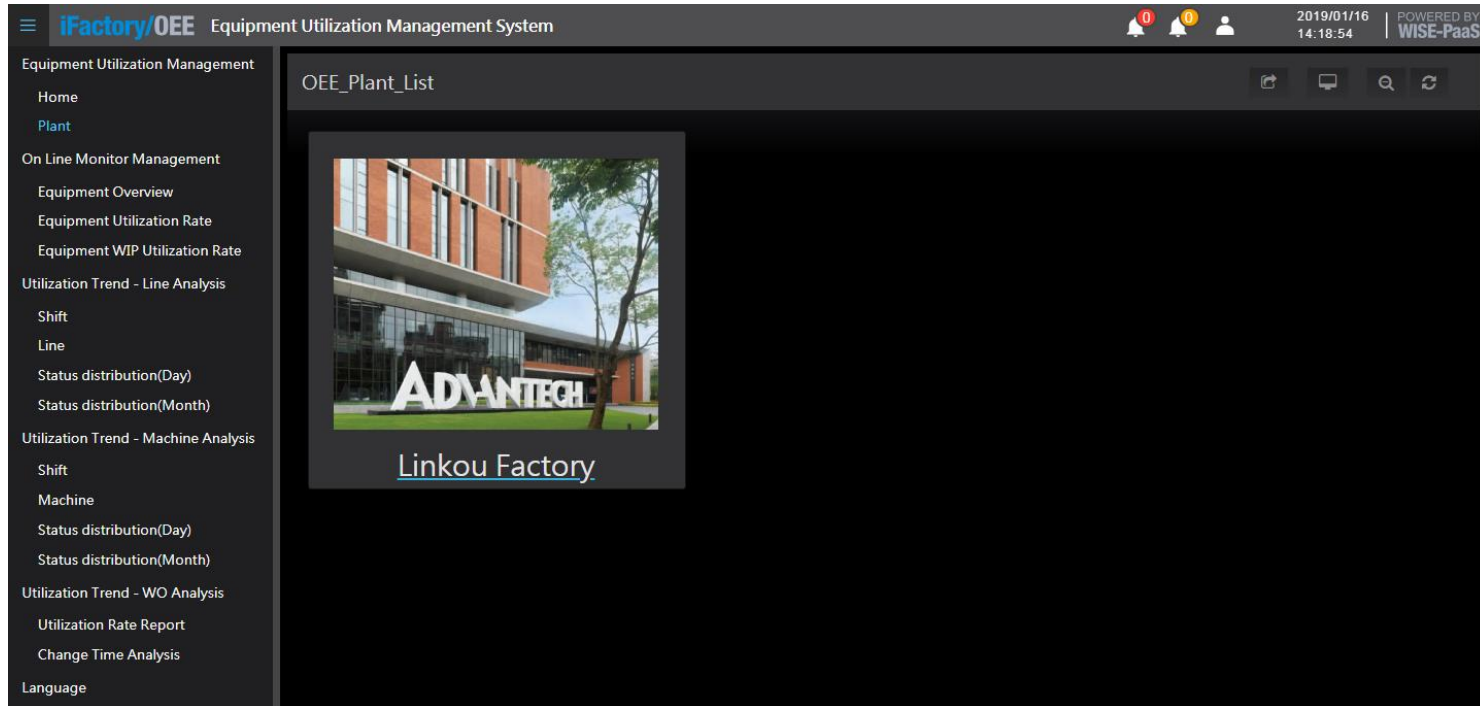 iFactory/OEE Equipment Utilization Management System
0
0
2019/01/16
14:18:54
POWERED BY
WISE-PaaS
Equipment Utilization Management
Home
Plant
On Line Monitor Management
Equipment Overview
Equipment Utilization Rate
Equipment WIP Utilization Rate
Utilization Trend - Line Analysis
Shift
Line
Status distribution(Day)
Status distribution(Month)
Utilization Trend - Machine Analysis
Shift
Machine
Status distribution(Day)
Status distribution(Month)
Utilization Trend - WO Analysis
Utilization Rate Report
Change Time Analysis
Language
OEE_Plant_List
ADVANTECH
Linkou Factory